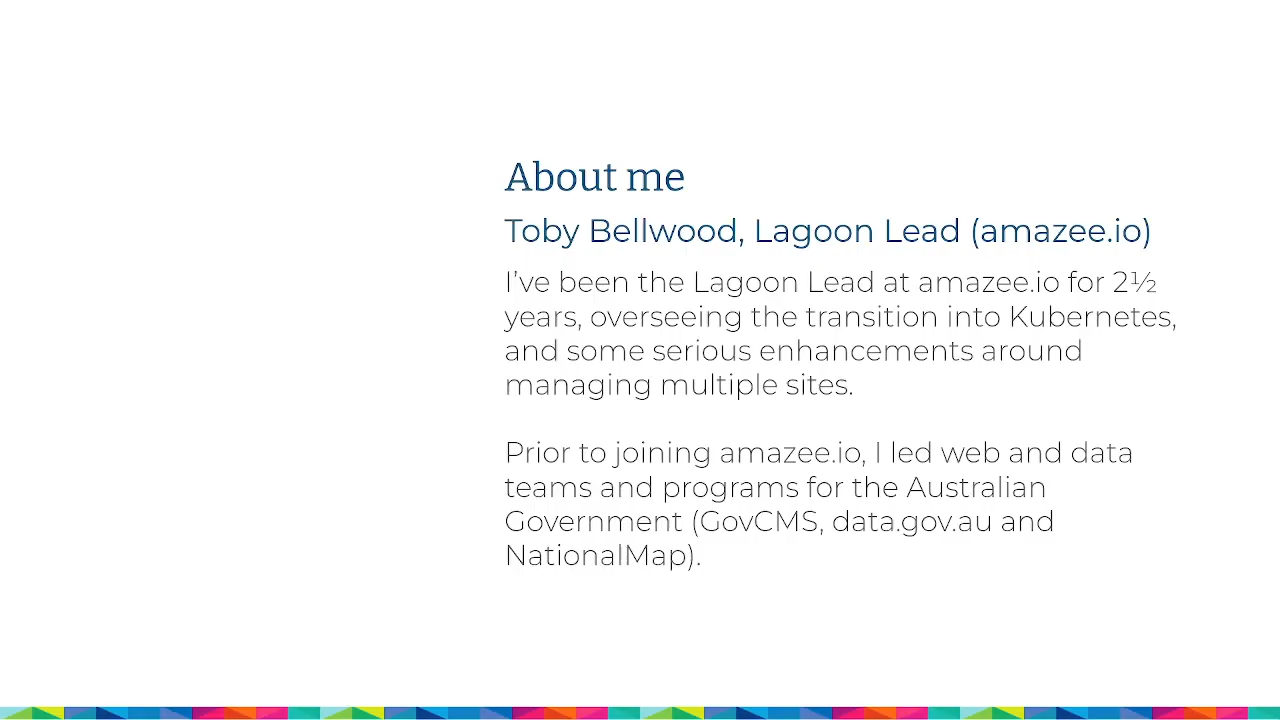 About me
Toby Bellwood, Lagoon Lead (amazee.io)
I’ve been the Lagoon Lead at amazee.io for 2½
years, overseeing the transition into Kubernetes,
and some serious enhancements around
managing multiple sites.
Prior to joining amazee.io, I led web and data
teams and programs for the Australian
Government (GovCMS, data.gov.au and
NationalMap).